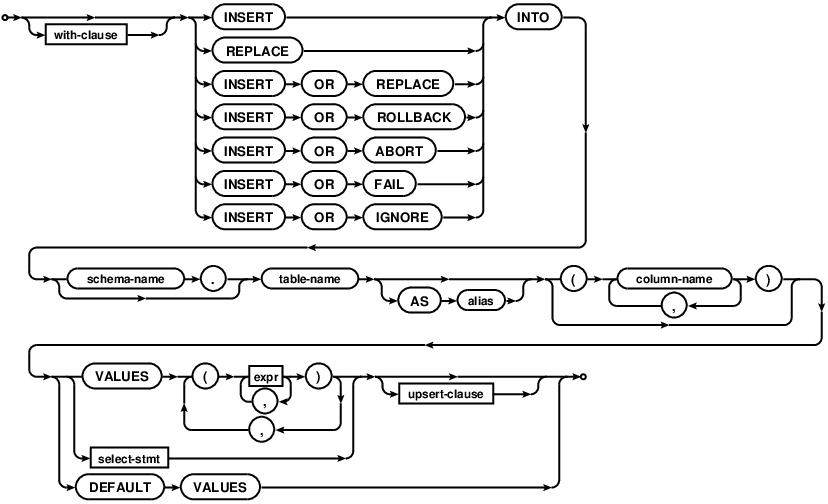 INSERT INTO
with-clause
REPLACE
INSERT OR REPLACE
INSERT OR ROLLBACK
INSERT OR ABORT
INSERT OR FAIL
INSERT OR IGNORE
schema-name . table-name ( column-name )
AS alias ,
VALUES ( expr )
, upsert-clause
,
select-stmt
DEFAULT VALUES